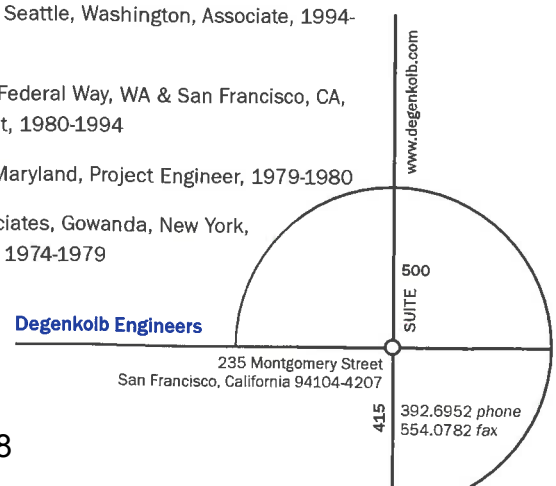 Seattle, Washington, Associate, 1994-
Federal Way, WA & San Francisco, CA,
t, 1980-1994
Maryland, Project Engineer, 1979-1980
ciates, Gowanda, New York,
1974-1979
www.degenkolb.com
500
SUITE
Degenkolb Engineers
235 Montgomery Street
San Francisco, California 94104-4207
415
392.6952 phone
554.0782 fax
8